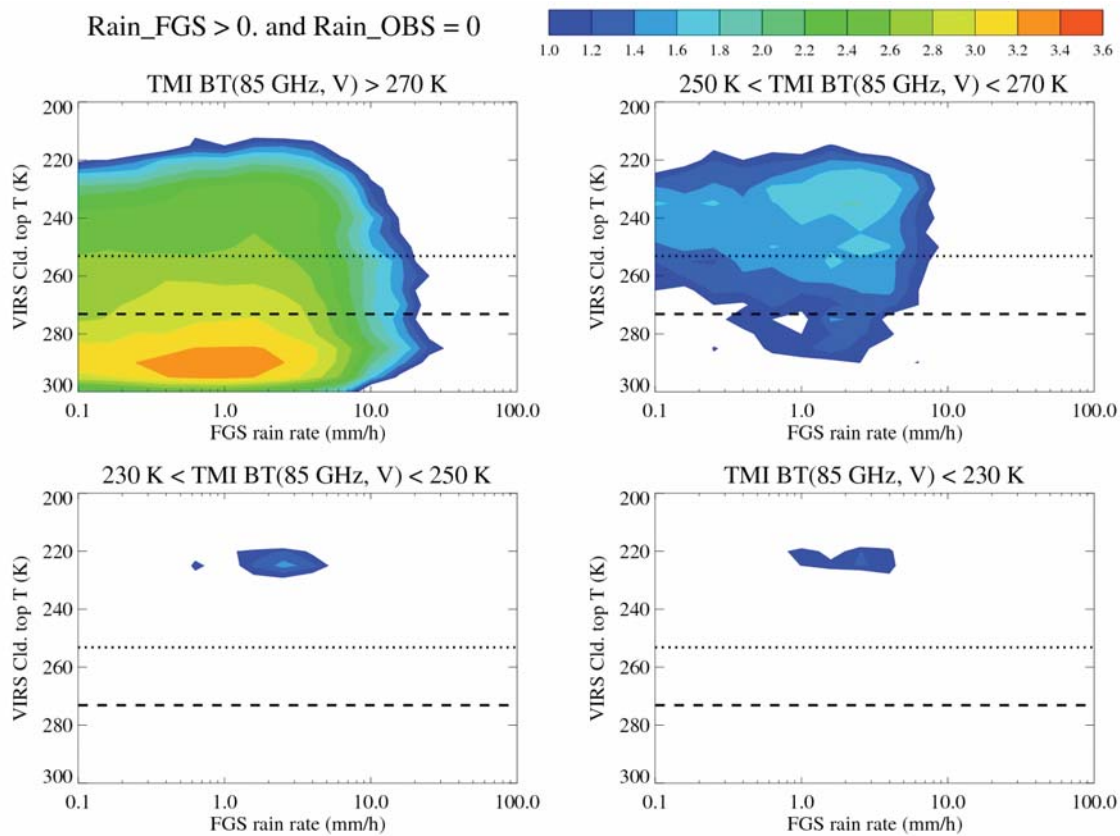 Rain_FGS > 0. and Rain_OBS = 0
1.0 1.2 1.4 1.6 1.8 2.0 2.2 2.4 2.6 2.8 3.0 3.2 3.4 3.6
TMI BT(85 GHz, V) > 270 K
VIRS Cld. top T (K)
200
220
240
260
280
300
0.1 1.0 10.0 100.0
FGS rain rate (mm/h)
250 K < TMI BT(85 GHz, V) < 270 K
VIRS Cld. top T (K)
200
220
240
260
280
300
0.1 1.0 10.0 100.0
FGS rain rate (mm/h)
230 K < TMI BT(85 GHz, V) < 250 K
VIRS Cld. top T (K)
200
220
240
260
280
300
0.1 1.0 10.0 100.0
FGS rain rate (mm/h)
TMI BT(85 GHz, V) < 230 K
VIRS Cld. top T (K)
200
220
240
260
280
300
0.1 1.0 10.0 100.0
FGS rain rate (mm/h)